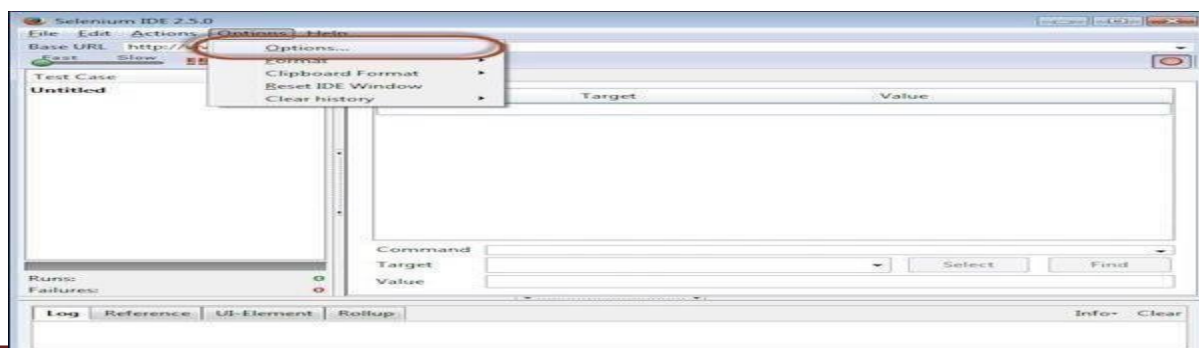 Selenium IDE 2.5.0
File Edit Actions Options Help
Base URL http://
Options...
Fast Slow
Format
Clipboard Format
Test Case
Reset IDE Window
Untitled
Clear history
Target Value
Command
Target Select Find
Runs: 0
Value
Failures: 0
Log Reference UI-Element Rollup Info- Clear